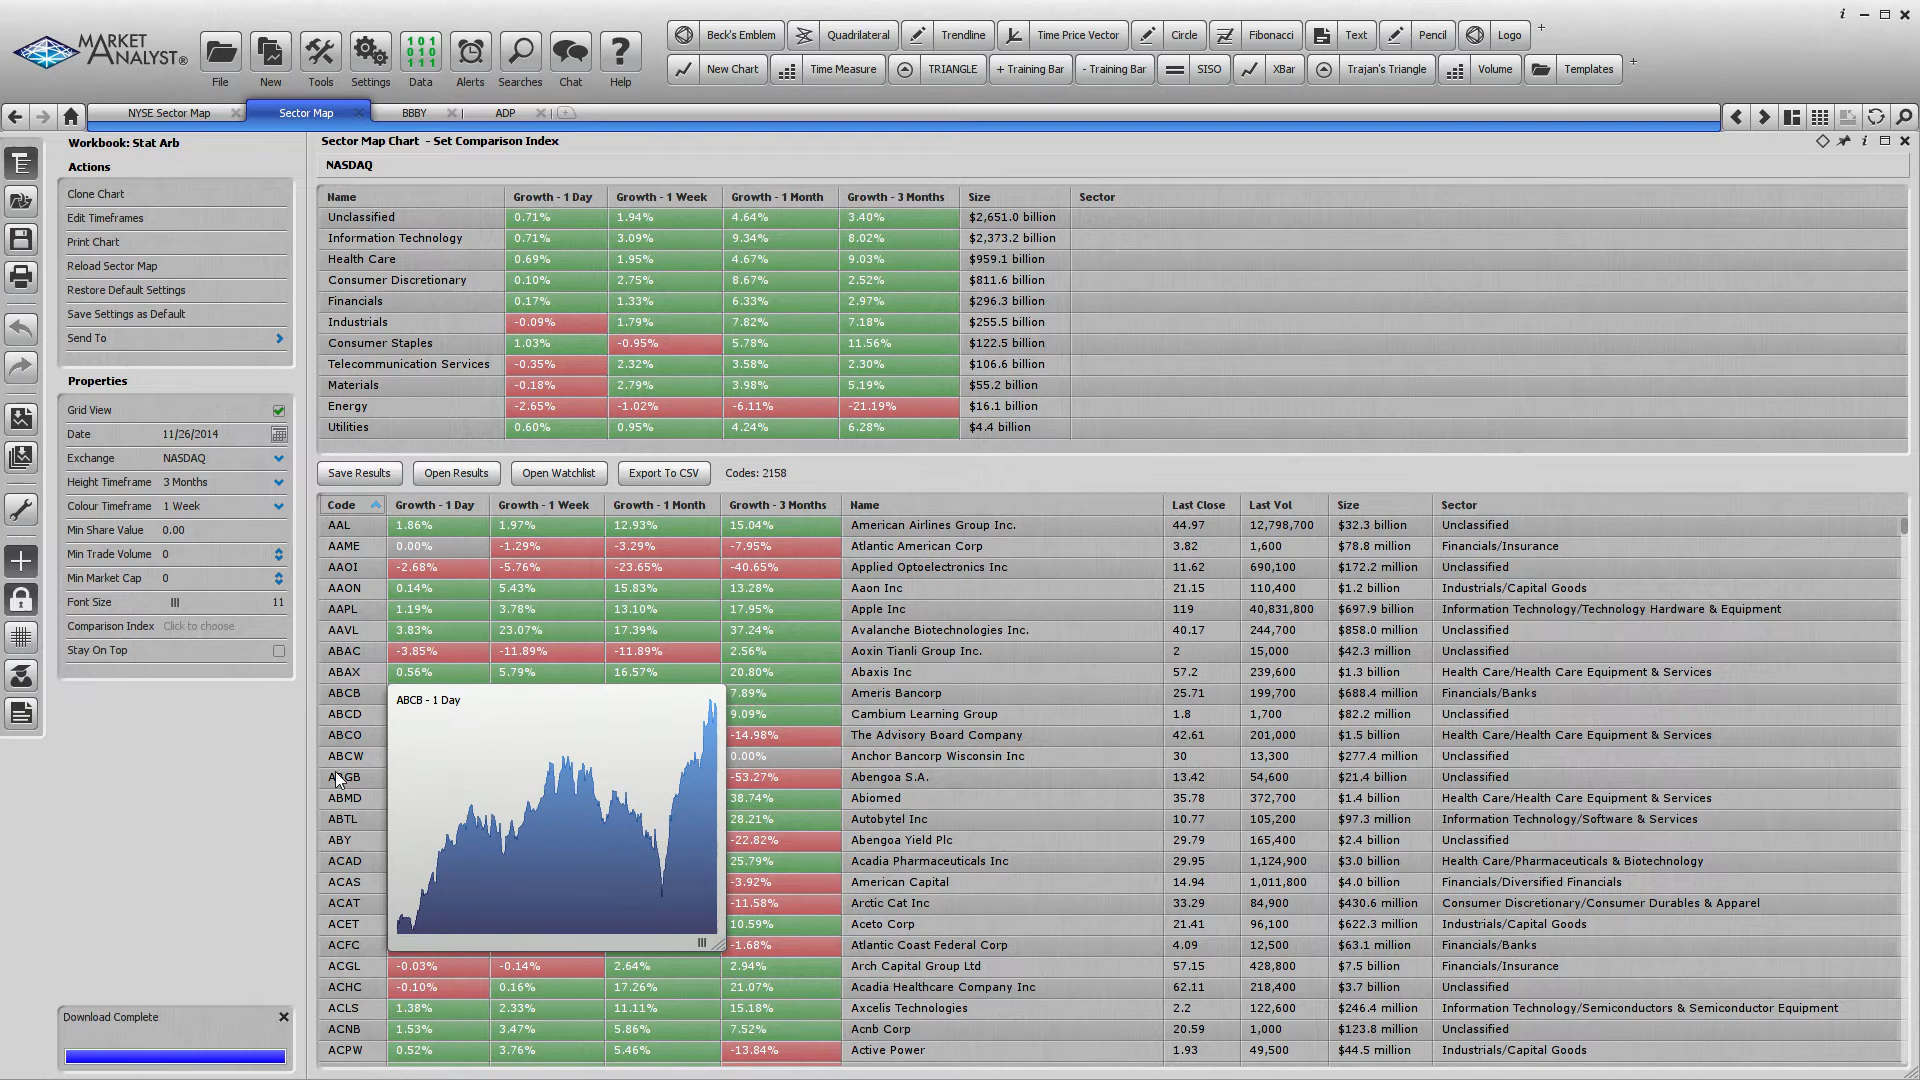 MARKET ANALYST®
File New Tools Settings Data Alerts Searches Chat Help
Beck's Emblem Quadrilateral Trendline Time Price Vector Circle Fibonacci Text Pencil Logo
New Chart Time Measure TRIANGLE + Training Bar - Training Bar SISO XBar Trajan's Triangle Volume Templates
NYSE Sector Map Sector Map BBBY ADP
Workbook: Stat Arb
Actions
Clone Chart
Edit Timeframes
Print Chart
Reload Sector Map
Restore Default Settings
Save Settings as Default
Send To
Properties
Grid View
Date 11/26/2014
Exchange NASDAQ
Height Timeframe 3 Months
Colour Timeframe 1 Week
Min Share Value 0.00
Min Trade Volume 0
Min Market Cap 0
Font Size 11
Comparison Index Click to choose
Stay On Top
Download Complete
Sector Map Chart - Set Comparison Index
NASDAQ
Name Growth - 1 Day Growth - 1 Week Growth - 1 Month Growth - 3 Months Size Sector
Unclassified 0.71% 1.94% 4.64% 3.40% $2,651.0 billion
Information Technology 0.71% 3.09% 9.34% 8.02% $2,373.2 billion
Health Care 0.69% 1.95% 4.67% 9.03% $959.1 billion
Consumer Discretionary 0.10% 2.75% 8.67% 2.52% $811.6 billion
Financials 0.17% 1.33% 6.33% 2.97% $296.3 billion
Industrials -0.09% 1.79% 7.82% 7.18% $255.5 billion
Consumer Staples 1.03% -0.95% 5.78% 11.56% $122.5 billion
Telecommunication Services -0.35% 2.32% 3.58% 2.30% $106.6 billion
Materials -0.18% 2.79% 3.98% 5.19% $55.2 billion
Energy -2.65% -1.02% -6.11% -21.19% $16.1 billion
Utilities 0.60% 0.95% 4.24% 6.28% $4.4 billion
Save Results Open Results Open Watchlist Export To CSV Codes: 2158
Code Growth - 1 Day Growth - 1 Week Growth - 1 Month Growth - 3 Months Name Last Close Last Vol Size Sector
AAL 1.86% 1.97% 12.93% 15.04% American Airlines Group Inc. 44.97 12,798,700 $32.3 billion Unclassified
AAME 0.00% -1.29% -3.29% -7.95% Atlantic American Corp 3.82 1,600 $78.8 million Financials/Insurance
AAOI -2.68% -5.76% -23.65% -40.65% Applied Optoelectronics Inc 11.62 690,100 $172.2 million Unclassified
AAON 0.14% 5.43% 15.83% 13.28% Aaon Inc 21.15 110,400 $1.2 billion Industrials/Capital Goods
AAPL 1.19% 3.78% 13.10% 17.95% Apple Inc 119 40,831,800 $697.9 billion Information Technology/Technology Hardware & Equipment
AAVL 3.83% 23.07% 17.39% 37.24% Avalanche Biotechnologies Inc. 40.17 244,700 $858.0 million Unclassified
ABAC -3.85% -11.89% -11.89% 2.56% Aoxin Tianli Group Inc. 2 15,000 $42.3 million Unclassified
ABAX 0.56% 5.79% 16.57% 20.80% Abaxis Inc 57.2 239,600 $1.3 billion Health Care/Health Care Equipment & Services
ABCB 7.89% Ameris Bancorp 25.71 199,700 $688.4 million Financials/Banks
ABCD 9.09% Cambium Learning Group 1.8 1,700 $82.2 million Unclassified
ABCO -14.98% The Advisory Board Company 42.61 201,000 $1.5 billion Health Care/Health Care Equipment & Services
ABCW 0.00% Anchor Bancorp Wisconsin Inc 30 13,300 $277.4 million Unclassified
-53.27% Abengoa S.A. 13.42 54,600 $21.4 billion Unclassified
ABMD 38.74% Abiomed 35.78 372,700 $1.4 billion Health Care/Health Care Equipment & Services
ABTL 28.21% Autobytel Inc 10.77 105,200 $97.3 million Information Technology/Software & Services
ABY -22.82% Abengoa Yield Plc 29.79 165,400 $2.4 billion Unclassified
ACAD 25.79% Acadia Pharmaceuticals Inc 29.95 1,124,900 $3.0 billion Health Care/Pharmaceuticals & Biotechnology
ACAS -3.92% American Capital 14.94 1,011,800 $4.0 billion Financials/Diversified Financials
ACAT -11.58% Arctic Cat Inc 33.29 84,900 $430.6 million Consumer Discretionary/Consumer Durables & Apparel
ACET 10.59% Aceto Corp 21.41 96,100 $622.3 million Industrials/Capital Goods
ACFC -1.68% Atlantic Coast Federal Corp 4.09 12,500 $63.1 million Financials/Banks
ACGL -0.03% -0.14% 2.64% 2.94% Arch Capital Group Ltd 57.15 428,800 $7.5 billion Financials/Insurance
ACHC -0.10% 0.16% 17.26% 21.07% Acadia Healthcare Company Inc 62.11 218,400 $3.7 billion Unclassified
ACLS 1.38% 2.33% 11.11% 15.18% Axcelis Technologies 2.2 122,600 $246.4 million Information Technology/Semiconductors & Semiconductor Equipment
ACNB 1.53% 3.47% 5.86% 7.52% Acnb Corp 20.59 1,000 $123.8 million Unclassified
ACPW 0.52% 3.76% 5.46% -13.84% Active Power 1.93 49,500 $44.5 million Industrials/Capital Goods
ABCB - 1 Day